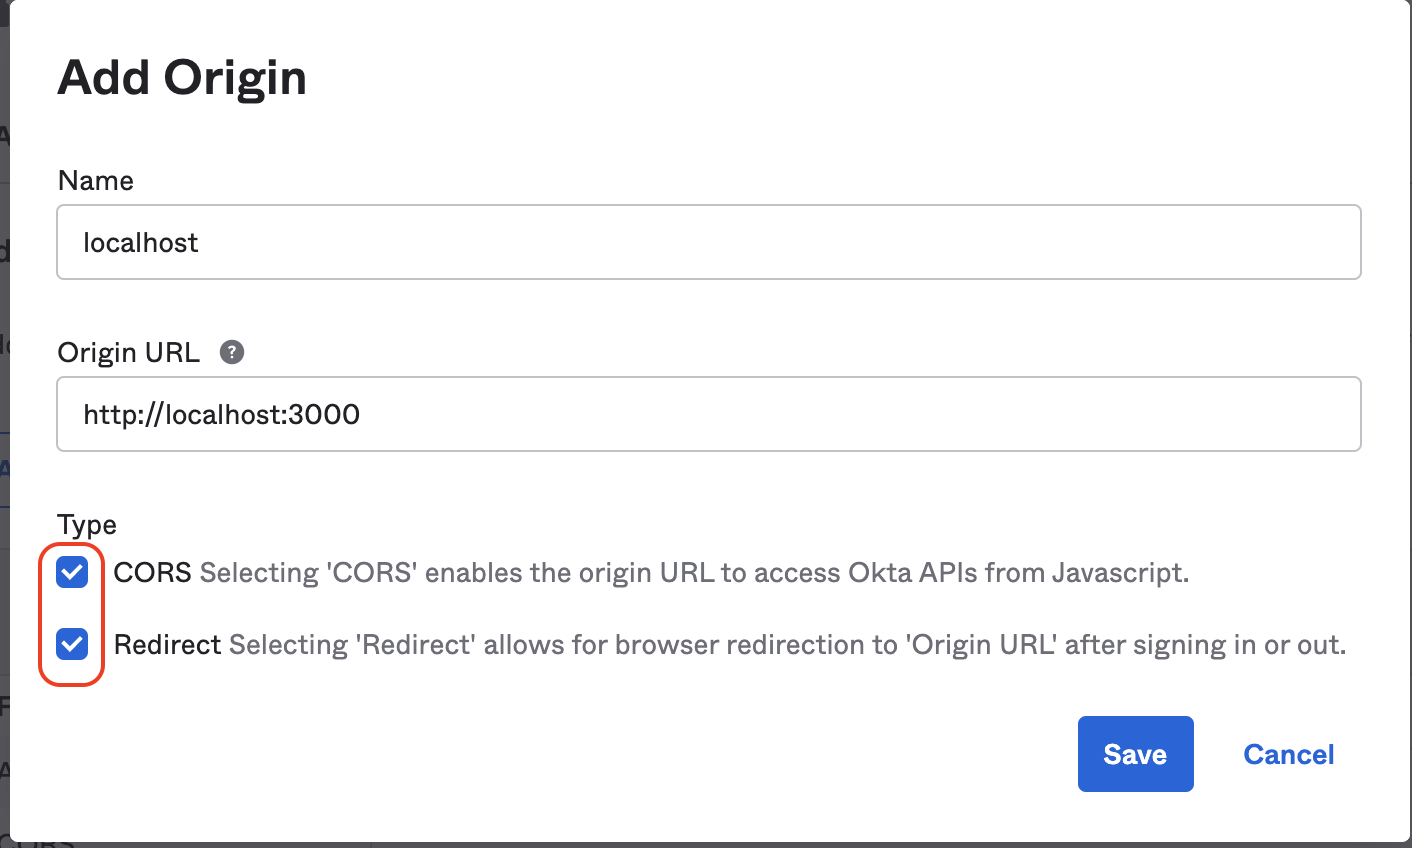 Add Origin
Name
localhost
Origin URL ?
http://localhost:3000
Type
CORS Selecting 'CORS' enables the origin URL to access Okta APIs from Javascript.
Redirect Selecting 'Redirect' allows for browser redirection to 'Origin URL' after signing in or out.
Save Cancel